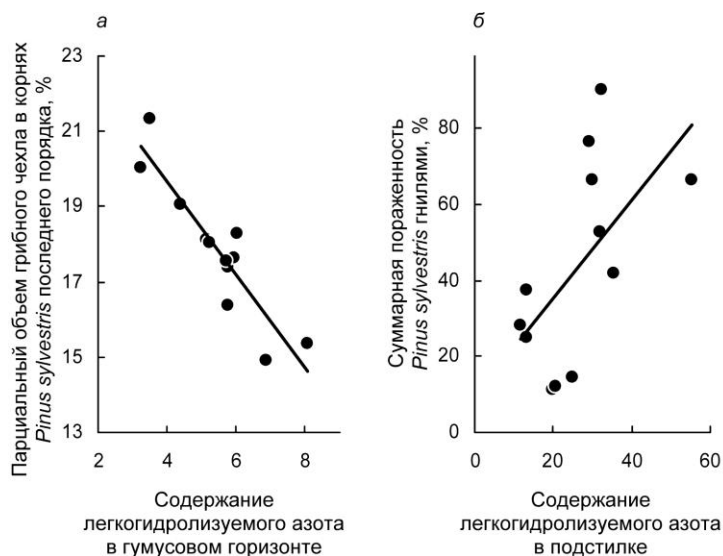 а
Парциальный объем грибного чехла в корнях
Pinus sylvestris последнего порядка, %
23
21
19
17
15
13
2
4
6
8
Содержание
легкогидролизуемого азота
в гумусовом горизонте
б
Суммарная пораженность
Pinus sylvestris гнилями, %
80
60
40
20
0
0
20
40
60
Содержание
легкогидролизуемого азота
в подстилке